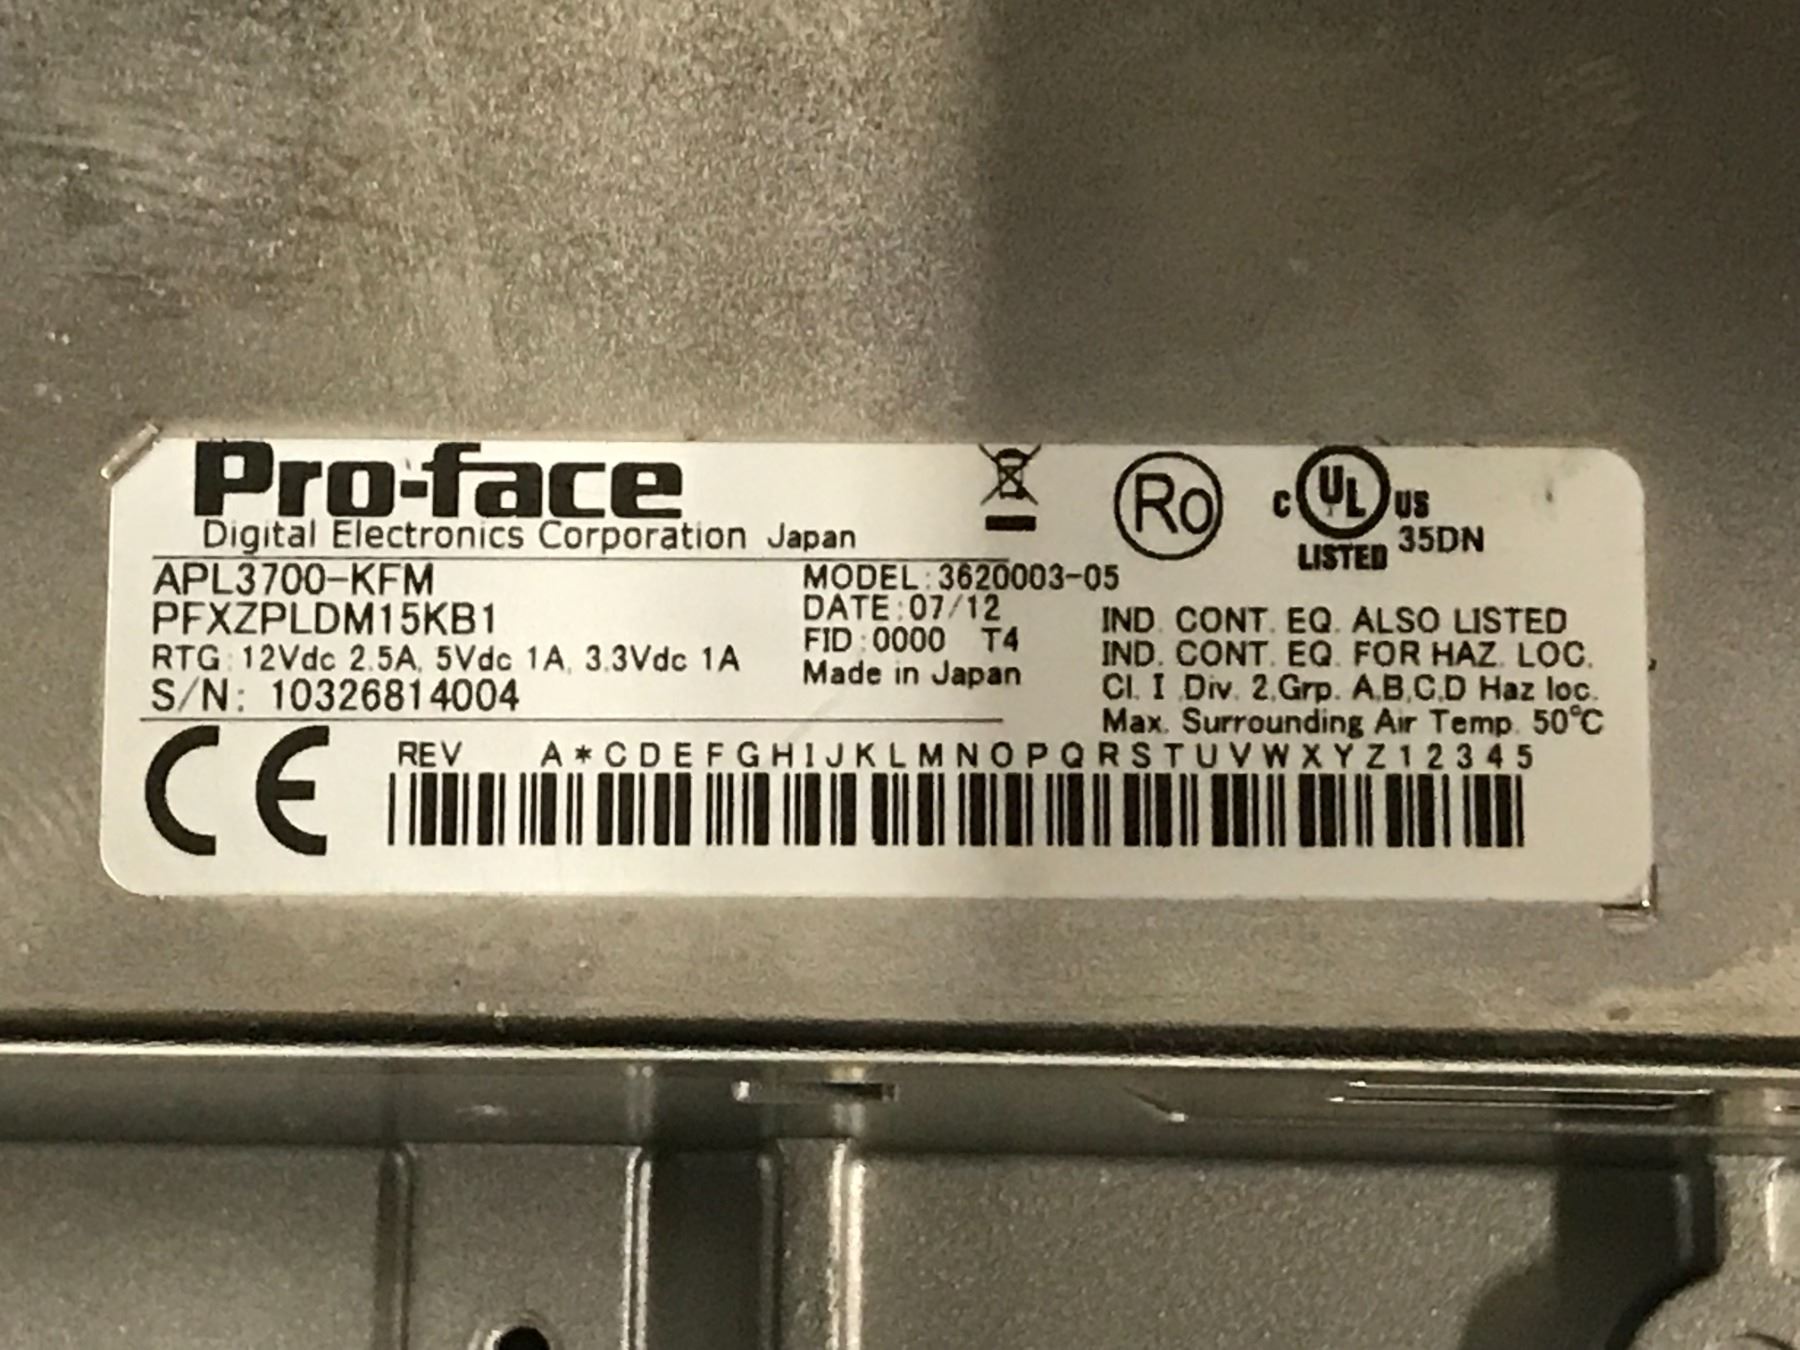 Pro-face
Digital Electronics Corporation Japan
Ro
C UL US
LISTED 35DN
APL3700-KFM
PFXZPLDM15KB1
RTG:12Vdc 2.5A, 5Vdc 1A, 3.3Vdc 1A
S/N: 10326814004
MODEL:3620003-05
DATE:07/12
FID:0000 T4
Made in Japan
IND. CONT. EQ. ALSO LISTED
IND. CONT. EQ. FOR HAZ. LOC.
Cl. I ,Div. 2,Grp. A,B,C,D Haz loc.
Max. Surrounding Air Temp. 50°C
CE
REV A*CDEFGHIJKLMNOPQRSTUVWXYZ12345